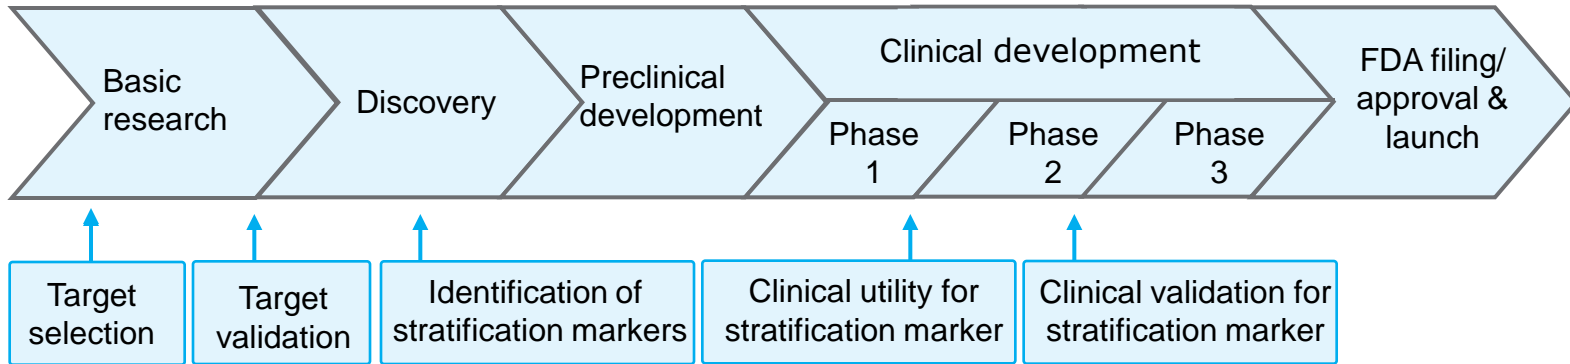 Basic
research
Discovery
Preclinical
development
Clinical development
Phase
1
Phase
2
Phase
3
FDA filing/
approval &
launch
Target
selection
Target
validation
Identification of
stratification markers
Clinical utility for
stratification marker
Clinical validation for
stratification marker